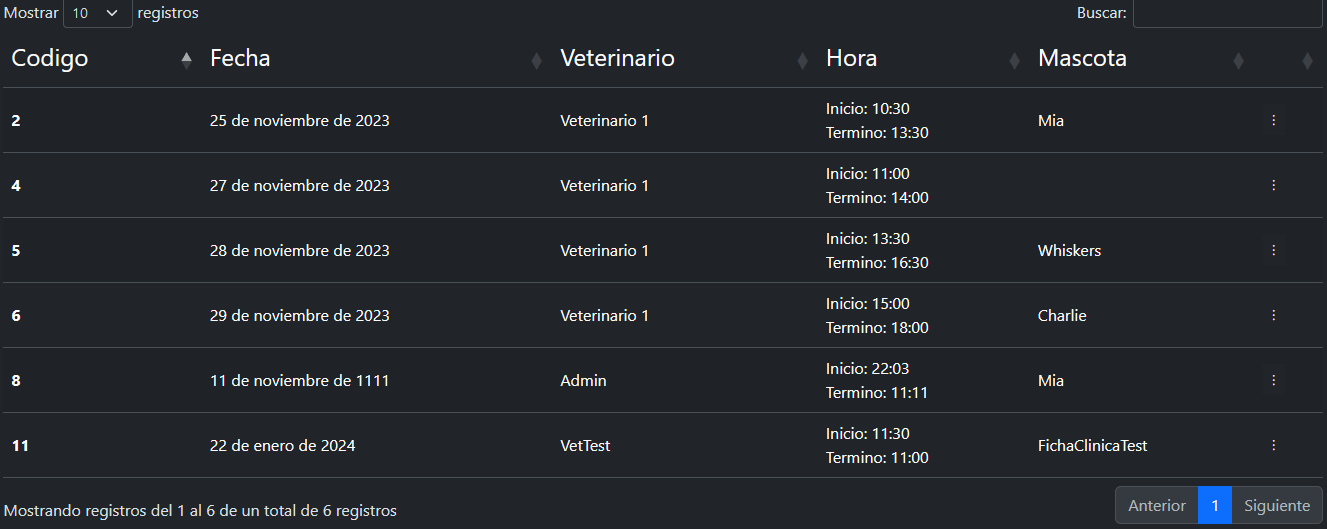 Mostrar 10 registros Buscar:
Codigo Fecha Veterinario Hora Mascota
2 25 de noviembre de 2023 Veterinario 1 Inicio: 10:30 Mia
Termino: 13:30
4 27 de noviembre de 2023 Veterinario 1 Inicio: 11:00
Termino: 14:00
5 28 de noviembre de 2023 Veterinario 1 Inicio: 13:30 Whiskers
Termino: 16:30
6 29 de noviembre de 2023 Veterinario 1 Inicio: 15:00 Charlie
Termino: 18:00
8 11 de noviembre de 1111 Admin Inicio: 22:03 Mia
Termino: 11:11
11 22 de enero de 2024 VetTest Inicio: 11:30 FichaClinicaTest
Termino: 11:00
Mostrando registros del 1 al 6 de un total de 6 registros Anterior 1 Siguiente